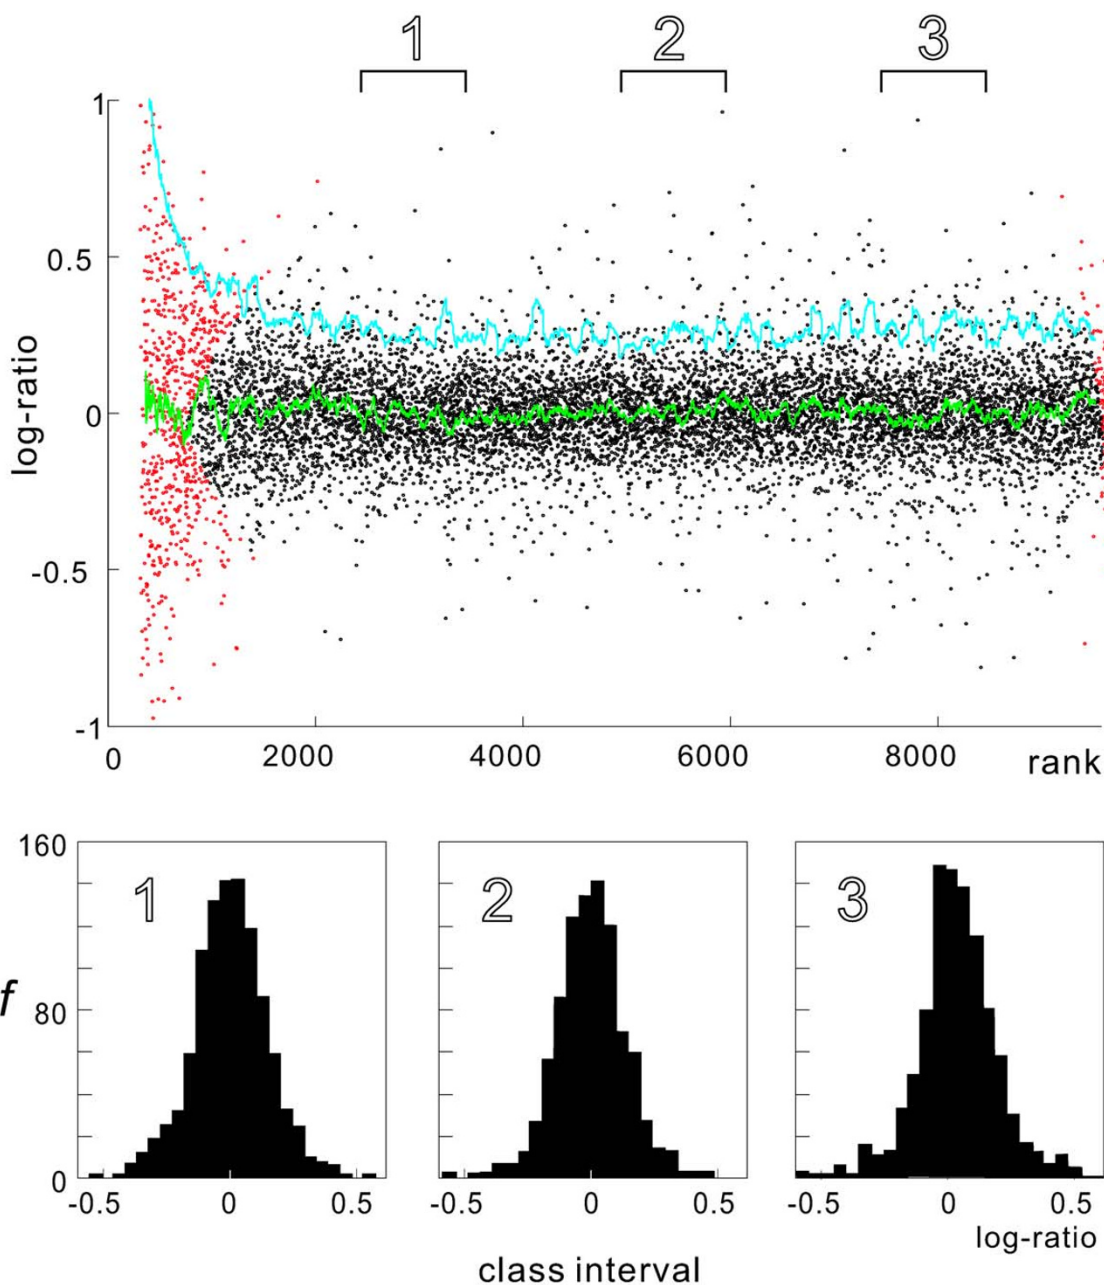 1 2 3
1
0.5
0
-0.5
-1
log-ratio
0 2000 4000 6000 8000 rank
160
80
0
f
1 2 3
-0.5 0 0.5 -0.5 0 0.5 -0.5 0 0.5
log-ratio
class interval